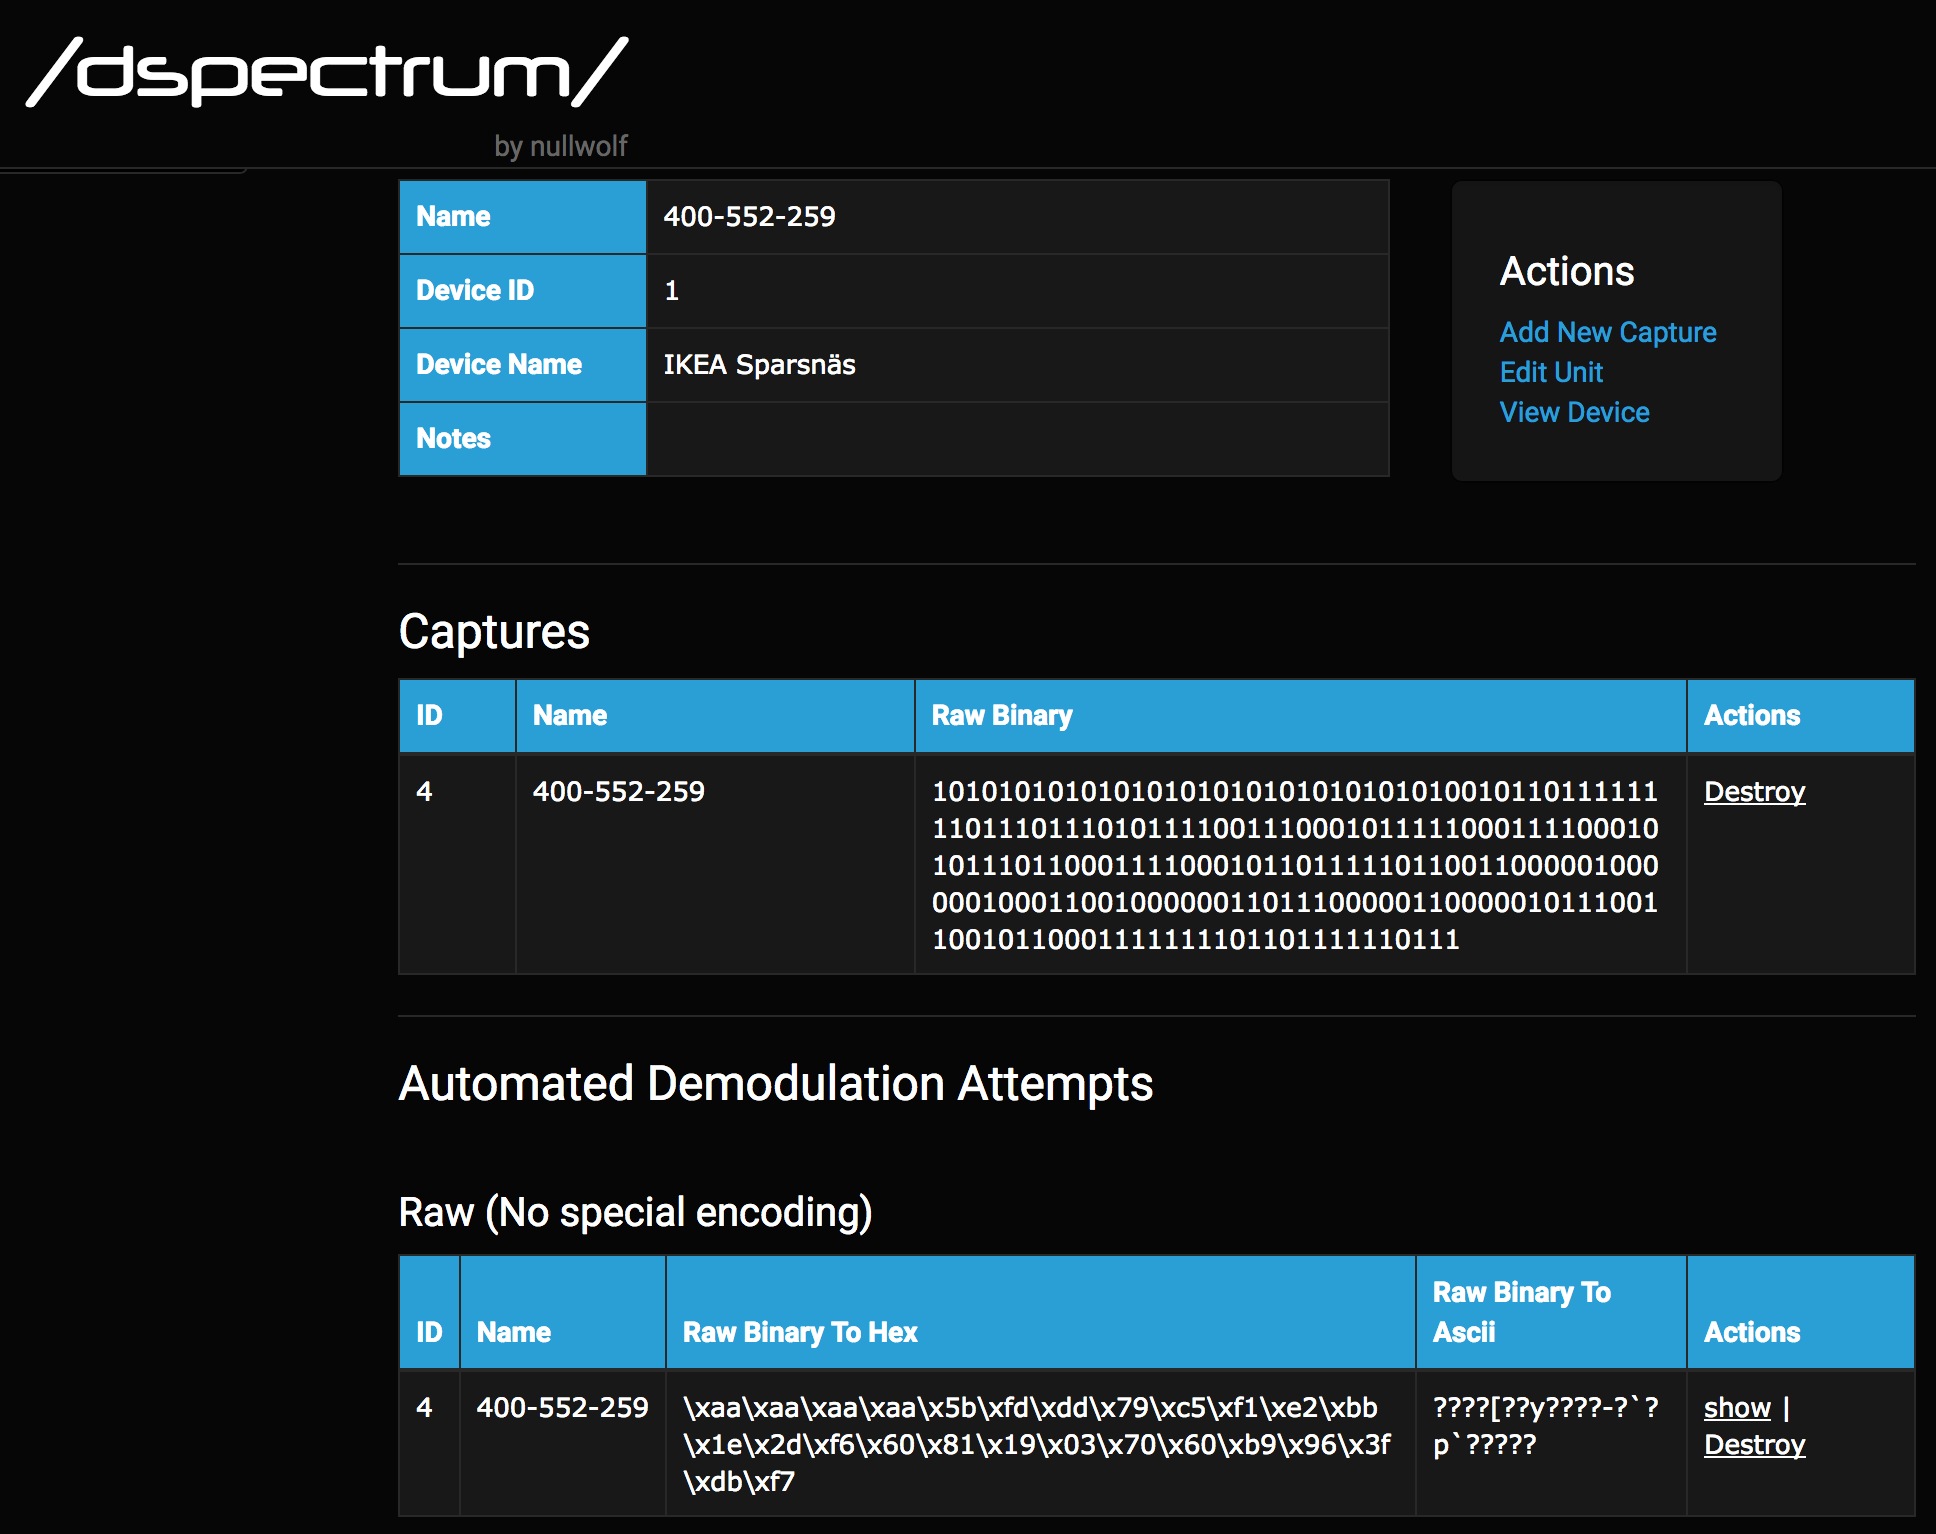 /dspectrum/
by nullwolf
Name 400-552-259
Device ID 1
Device Name IKEA Sparsnäs
Notes
Actions
Add New Capture
Edit Unit
View Device
Captures
ID Name Raw Binary Actions
4 400-552-259 10101010101010101010101010101010010110111111 Destroy
11011101110101111001110001011111000111100010
10111011000111100010110111110110011000001000
00010001100100000011011100000110000010111001
10010110001111111101101111110111
Automated Demodulation Attempts
Raw (No special encoding)
ID Name Raw Binary To Hex Raw Binary To Ascii Actions
4 400-552-259 \xaa\xaa\xaa\xaa\x5b\xfd\xdd\x79\xc5\xf1\xe2\xbb ????[??y????-?`? show |
\x1e\x2d\xf6\x60\x81\x19\x03\x70\x60\xb9\x96\x3f p`????? Destroy
\xdb\xf7